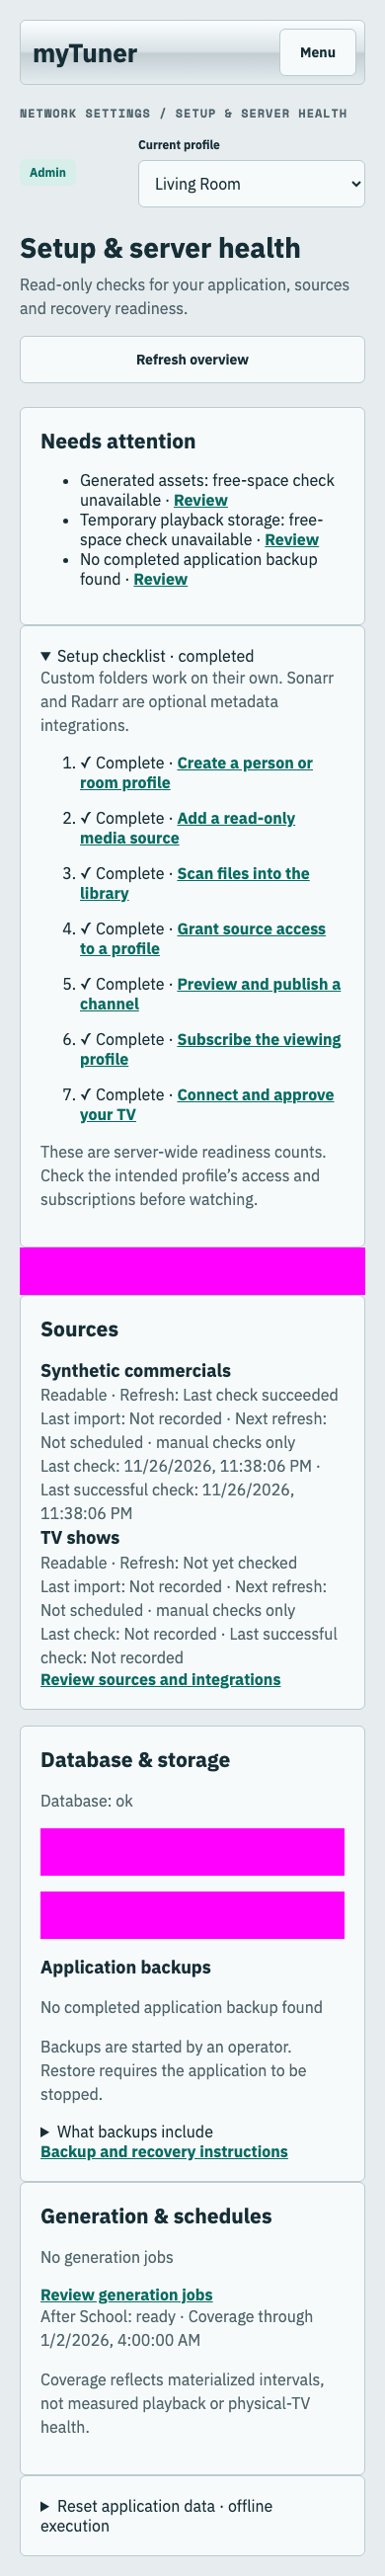 myTuner
Menu
NETWORK SETTINGS / SETUP & SERVER HEALTH
Current profile
Admin
Living Room
Setup & server health
Read-only checks for your application, sources
and recovery readiness.
Refresh overview
Needs attention
• Generated assets: free-space check
unavailable · Review
• Temporary playback storage: free-
space check unavailable · Review
• No completed application backup
found · Review
▼ Setup checklist · completed
Custom folders work on their own. Sonarr
and Radarr are optional metadata
integrations.
1. ✓ Complete · Create a person or
room profile
2. ✓ Complete · Add a read-only
media source
3. ✓ Complete · Scan files into the
library
4. ✓ Complete · Grant source access
to a profile
5. ✓ Complete · Preview and publish a
channel
6. ✓ Complete · Subscribe the viewing
profile
7. ✓ Complete · Connect and approve
your TV
These are server-wide readiness counts.
Check the intended profile’s access and
subscriptions before watching.
Sources
Synthetic commercials
Readable · Refresh: Last check succeeded
Last import: Not recorded · Next refresh:
Not scheduled · manual checks only
Last check: 11/26/2026, 11:38:06 PM ·
Last successful check: 11/26/2026,
11:38:06 PM
TV shows
Readable · Refresh: Not yet checked
Last import: Not recorded · Next refresh:
Not scheduled · manual checks only
Last check: Not recorded · Last successful
check: Not recorded
Review sources and integrations
Database & storage
Database: ok
Application backups
No completed application backup found
Backups are started by an operator.
Restore requires the application to be
stopped.
▶ What backups include
Backup and recovery instructions
Generation & schedules
No generation jobs
Review generation jobs
After School: ready · Coverage through
1/2/2026, 4:00:00 AM
Coverage reflects materialized intervals,
not measured playback or physical-TV
health.
▶ Reset application data · offline
execution